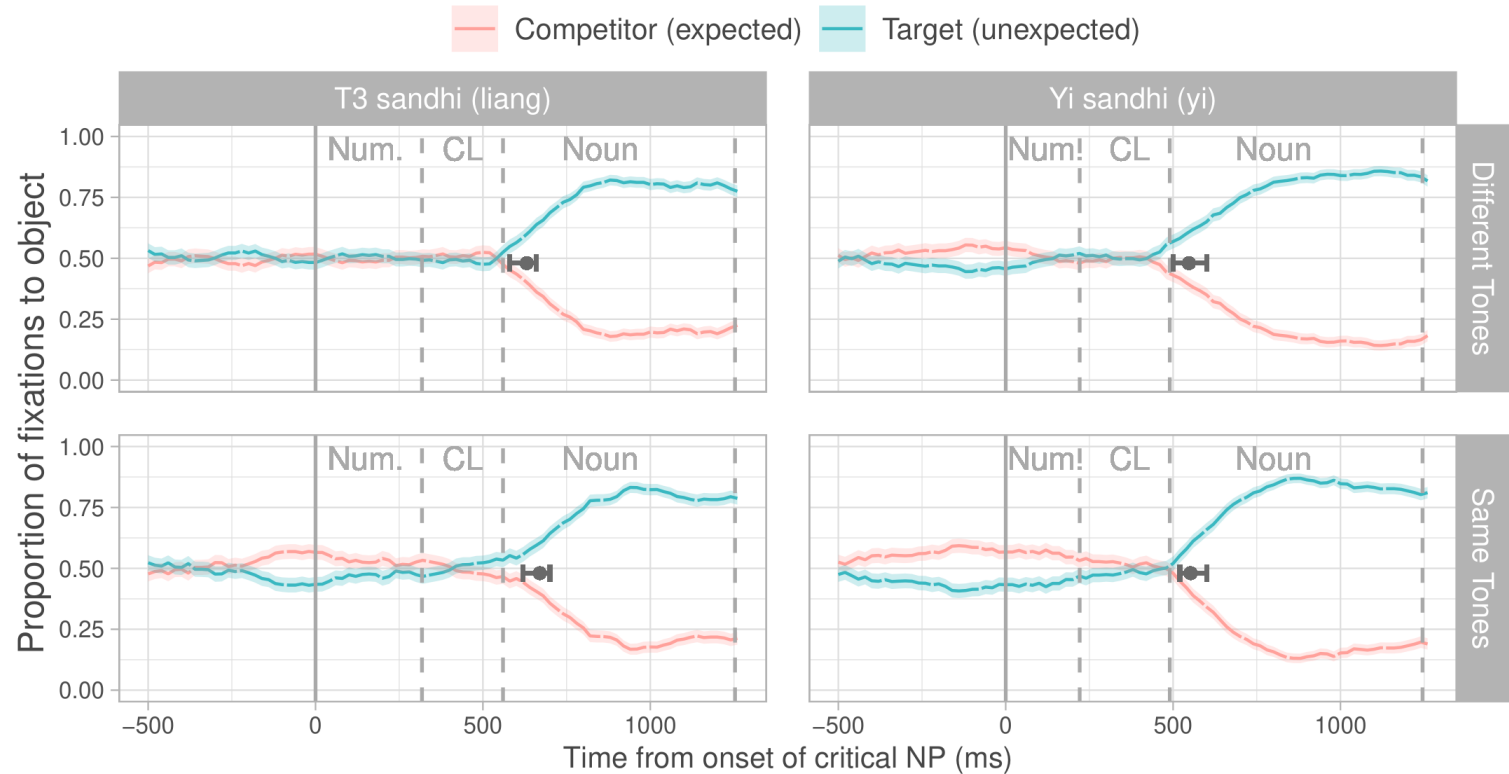 Competitor (expected) Target (unexpected)
T3 sandhi (liang) Yi sandhi (yi)
Proportion of fixations to object
1.00 Num. CL Noun Num. CL Noun
0.75
0.50
0.25
0.00
Different Tones
1.00 Num. CL Noun Num. CL Noun
0.75
0.50
0.25
0.00
Same Tones
−500 0 500 1000 −500 0 500 1000
Time from onset of critical NP (ms)